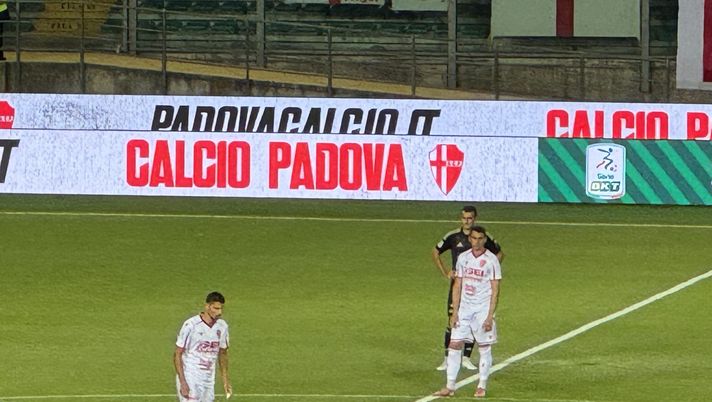 PADOVACALCIO.IT
CALCIO PA
CALCIO PADOVA
Serie
BKT